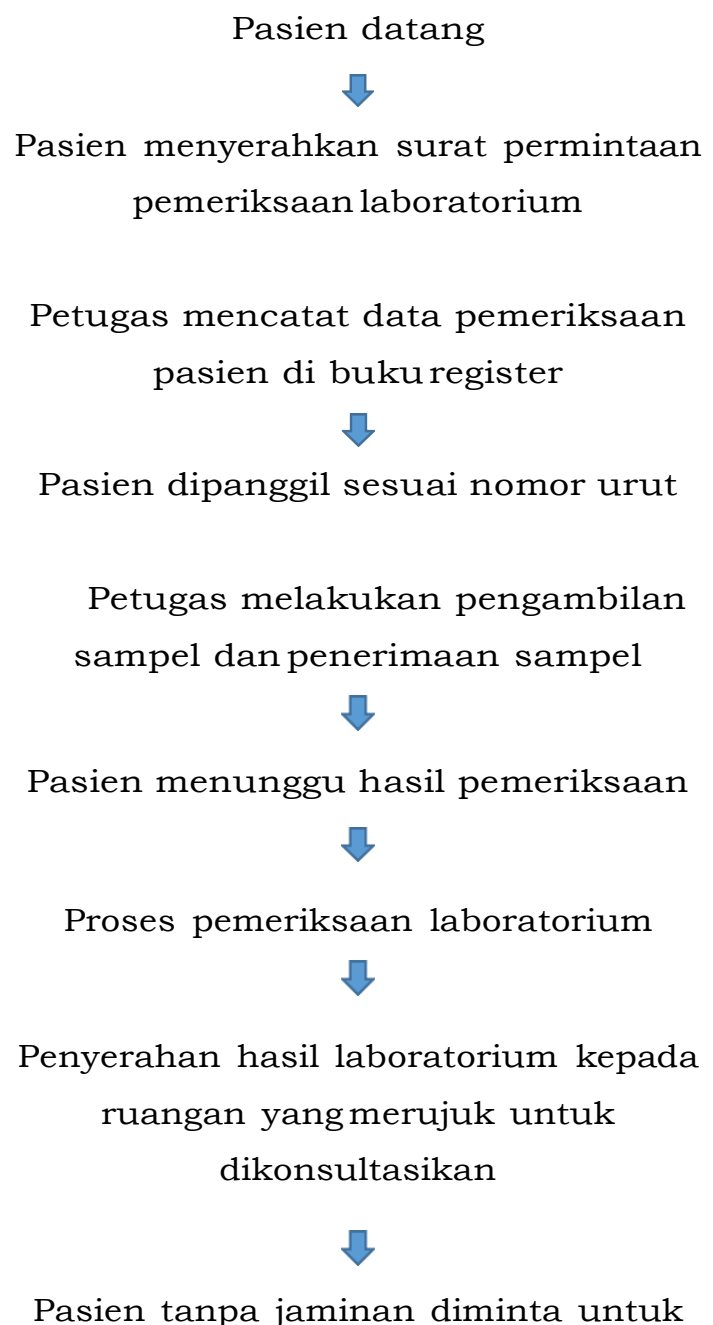 Pasien datang
Pasien menyerahkan surat permintaan
pemeriksaan laboratorium
Petugas mencatat data pemeriksaan
pasien di buku register
Pasien dipanggil sesuai nomor urut
Petugas melakukan pengambilan
sampel dan penerimaan sampel
Pasien menunggu hasil pemeriksaan
Proses pemeriksaan laboratorium
Penyerahan hasil laboratorium kepada
ruangan yang merujuk untuk
dikonsultasikan
Pasien tanpa jaminan diminta untuk